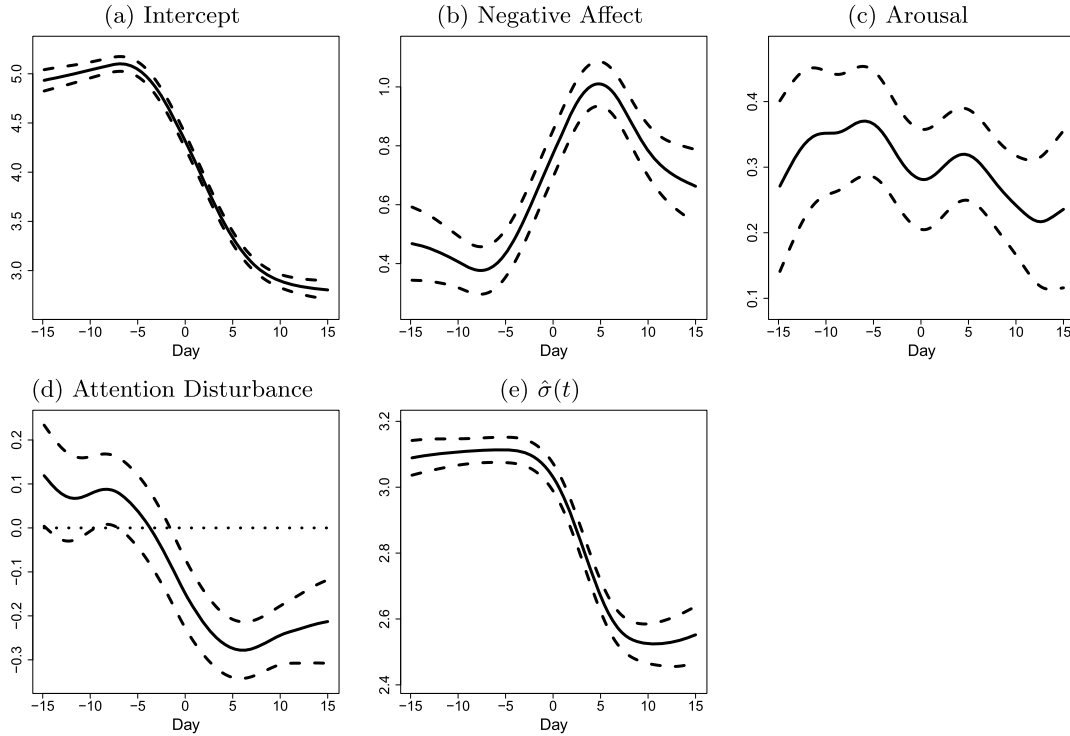 (a) Intercept
(b) Negative Affect
(c) Arousal
5.0
4.5
4.0
3.5
3.0
−15 −10 −5 0 5 10 15
Day
1.0
0.8
0.6
0.4
−15 −10 −5 0 5 10 15
Day
0.4
0.3
0.2
0.1
−15 −10 −5 0 5 10 15
Day
(d) Attention Disturbance
(e) σ̂(t)
0.2
0.1
0.0
−0.1
−0.2
−0.3
−15 −10 −5 0 5 10 15
Day
3.2
3.0
2.8
2.6
2.4
−15 −10 −5 0 5 10 15
Day